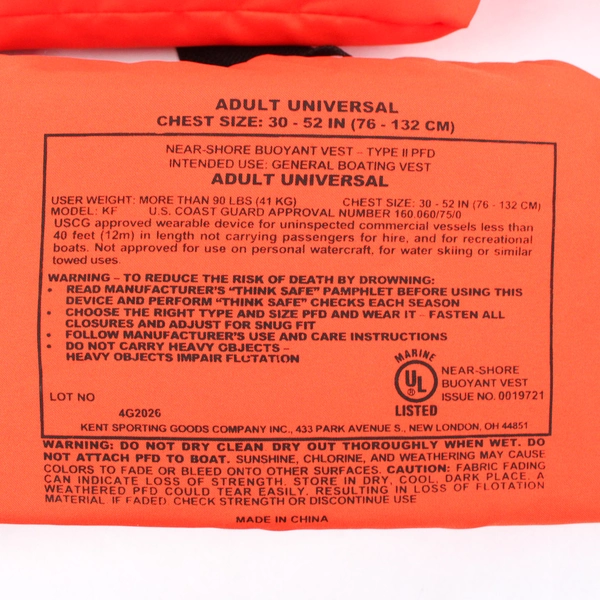 ADULT UNIVERSAL
CHEST SIZE: 30 - 52 IN (76 - 132 CM)
NEAR-SHORE BUOYANT VEST – TYPE II PFD
INTENDED USE: GENERAL BOATING VEST
ADULT UNIVERSAL
USER WEIGHT: MORE THAN 90 LBS (41 KG) CHEST SIZE: 30 - 52 IN (76 - 132 CM)
MODEL: KF U.S. COAST GUARD APPROVAL NUMBER 160.060/75/0
USCG approved wearable device for uninspected commercial vessels less than
40 feet (12m) in length not carrying passengers for hire, and for recreational
boats. Not approved for use on personal watercraft, for water skiing or similar
towed uses.
WARNING – TO REDUCE THE RISK OF DEATH BY DROWNING:
• READ MANUFACTURER'S "THINK SAFE" PAMPHLET BEFORE USING THIS
DEVICE AND PERFORM "THINK SAFE" CHECKS EACH SEASON
• CHOOSE THE RIGHT TYPE AND SIZE PFD AND WEAR IT – FASTEN ALL
CLOSURES AND ADJUST FOR SNUG FIT
• FOLLOW MANUFACTURER'S USE AND CARE INSTRUCTIONS
• DO NOT CARRY HEAVY OBJECTS –
HEAVY OBJECTS IMPAIR FLOTATION
MARINE
UL ®
LISTED
NEAR-SHORE
BUOYANT VEST
ISSUE NO. 0019721
LOT NO
4G2026
KENT SPORTING GOODS COMPANY INC., 433 PARK AVENUE S., NEW LONDON, OH 44851
WARNING: DO NOT DRY CLEAN. DRY OUT THOROUGHLY WHEN WET. DO
NOT ATTACH PFD TO BOAT. SUNSHINE, CHLORINE, AND WEATHERING MAY CAUSE
COLORS TO FADE OR BLEED ONTO OTHER SURFACES. CAUTION: FABRIC FADING
CAN INDICATE LOSS OF STRENGTH. STORE IN DRY, COOL, DARK PLACE. A
WEATHERED PFD COULD TEAR EASILY, RESULTING IN LOSS OF FLOTATION
MATERIAL. IF FADED, CHECK STRENGTH OR DISCONTINUE USE
MADE IN CHINA